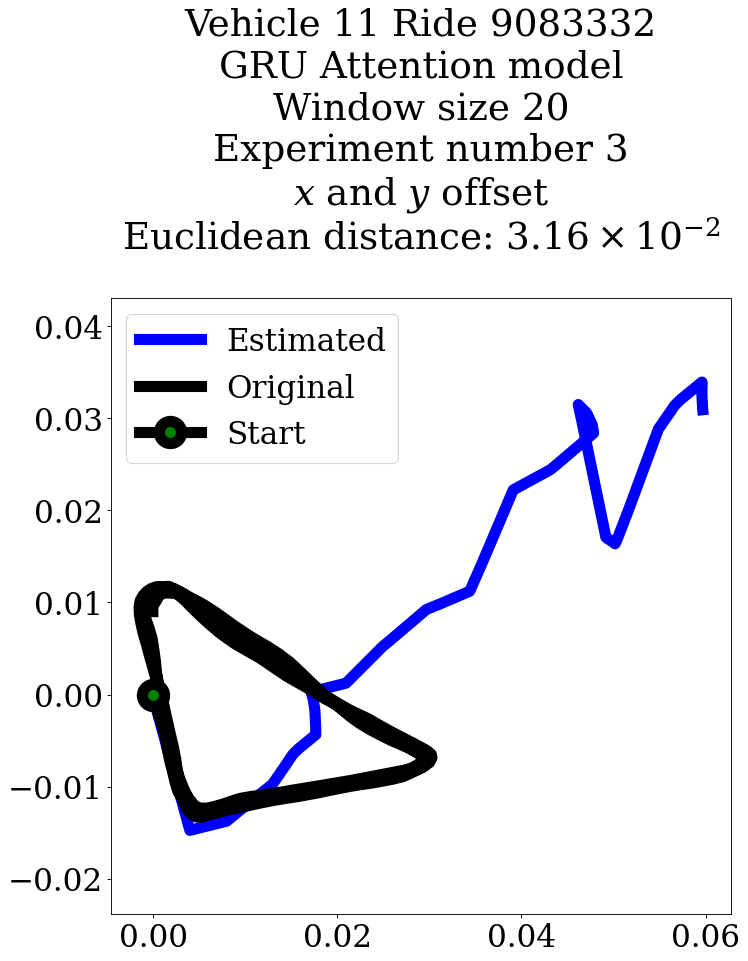 Vehicle 11 Ride 9083332
GRU Attention model
Window size 20
Experiment number 3
x and y offset
Euclidean distance: 3.16 × 10⁻²
Estimated
Original
Start
0.04
0.03
0.02
0.01
0.00
−0.01
−0.02
0.00 0.02 0.04 0.06